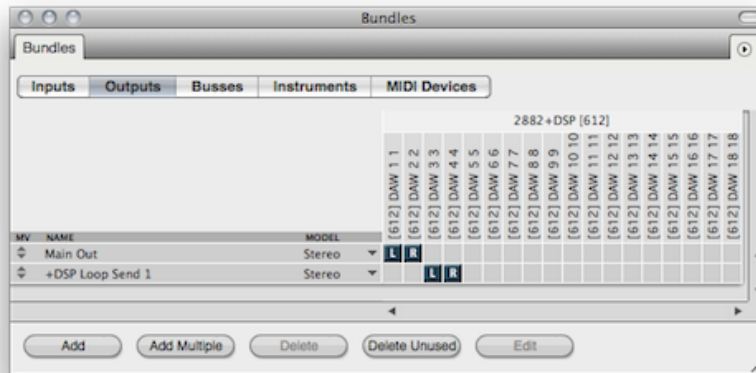 Bundles
Bundles
Inputs Outputs Busses Instruments MIDI Devices
2882+DSP [612]
[612] DAW 1 1
[612] DAW 2 2
[612] DAW 3 3
[612] DAW 4 4
[612] DAW 5 5
[612] DAW 6 6
[612] DAW 7 7
[612] DAW 8 8
[612] DAW 9 9
[612] DAW 10 10
[612] DAW 11 11
[612] DAW 12 12
[612] DAW 13 13
[612] DAW 14 14
[612] DAW 15 15
[612] DAW 16 16
[612] DAW 17 17
[612] DAW 18 18
MV NAME MODEL
Main Out Stereo L R
+DSP Loop Send 1 Stereo L R
Add Add Multiple Delete Delete Unused Edit